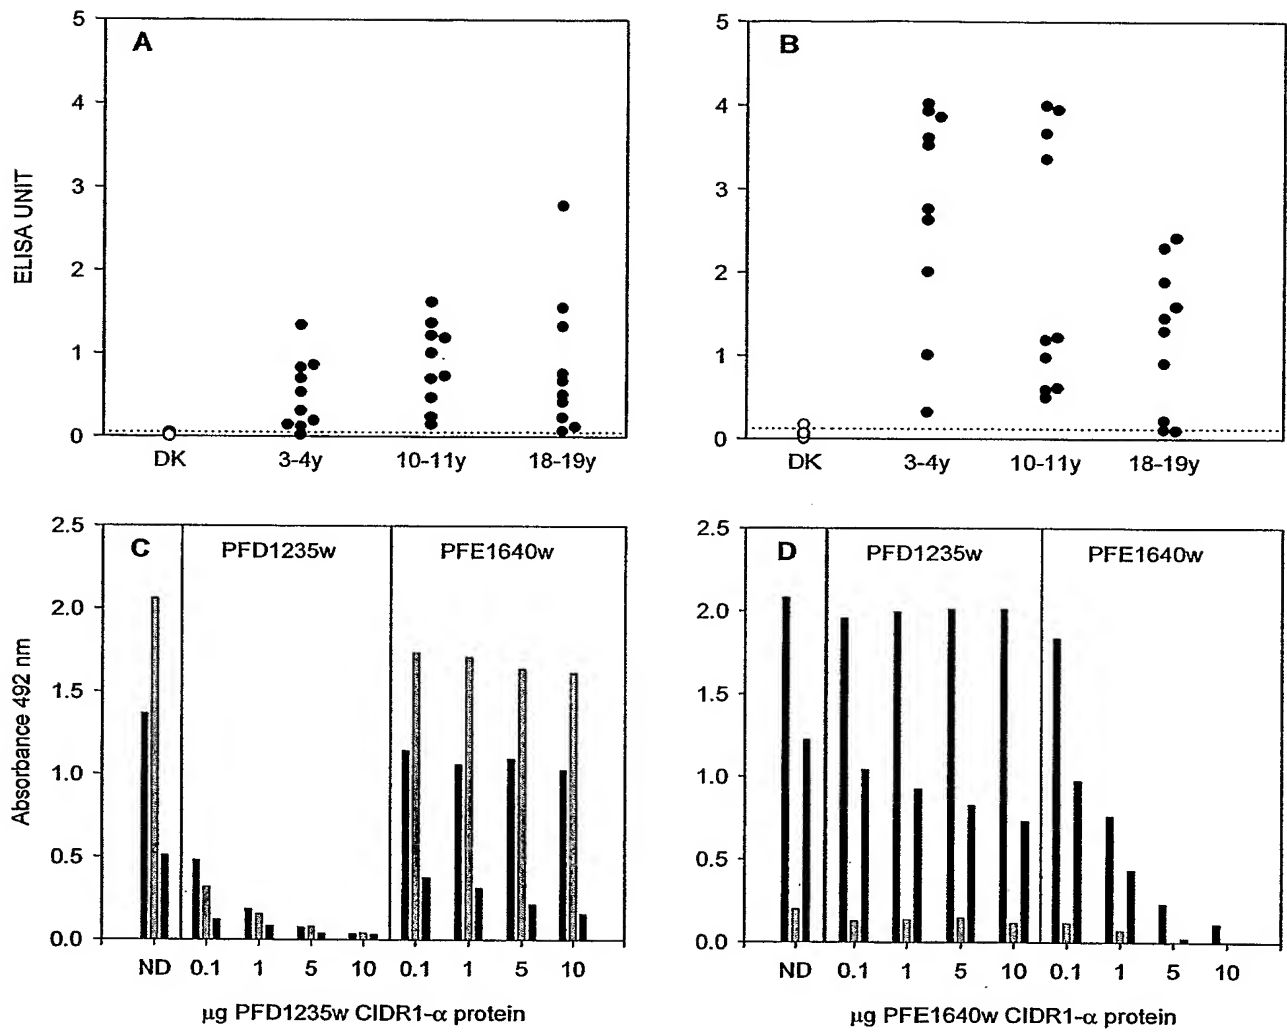 A
5
4
3
2
1
0
ELISA UNIT
DK
3-4y
10-11y
18-19y
B
5
4
3
2
1
0
DK
3-4y
10-11y
18-19y
C
PFD1235w
PFE1640w
2.5
2.0
1.5
1.0
0.5
0.0
Absorbance 492 nm
ND
0.1
1
5
10
0.1
1
5
10
μg PFD1235w CIDR1-α protein
D
PFD1235w
PFE1640w
2.5
2.0
1.5
1.0
0.5
0.0
ND
0.1
1
5
10
0.1
1
5
10
μg PFE1640w CIDR1-α protein